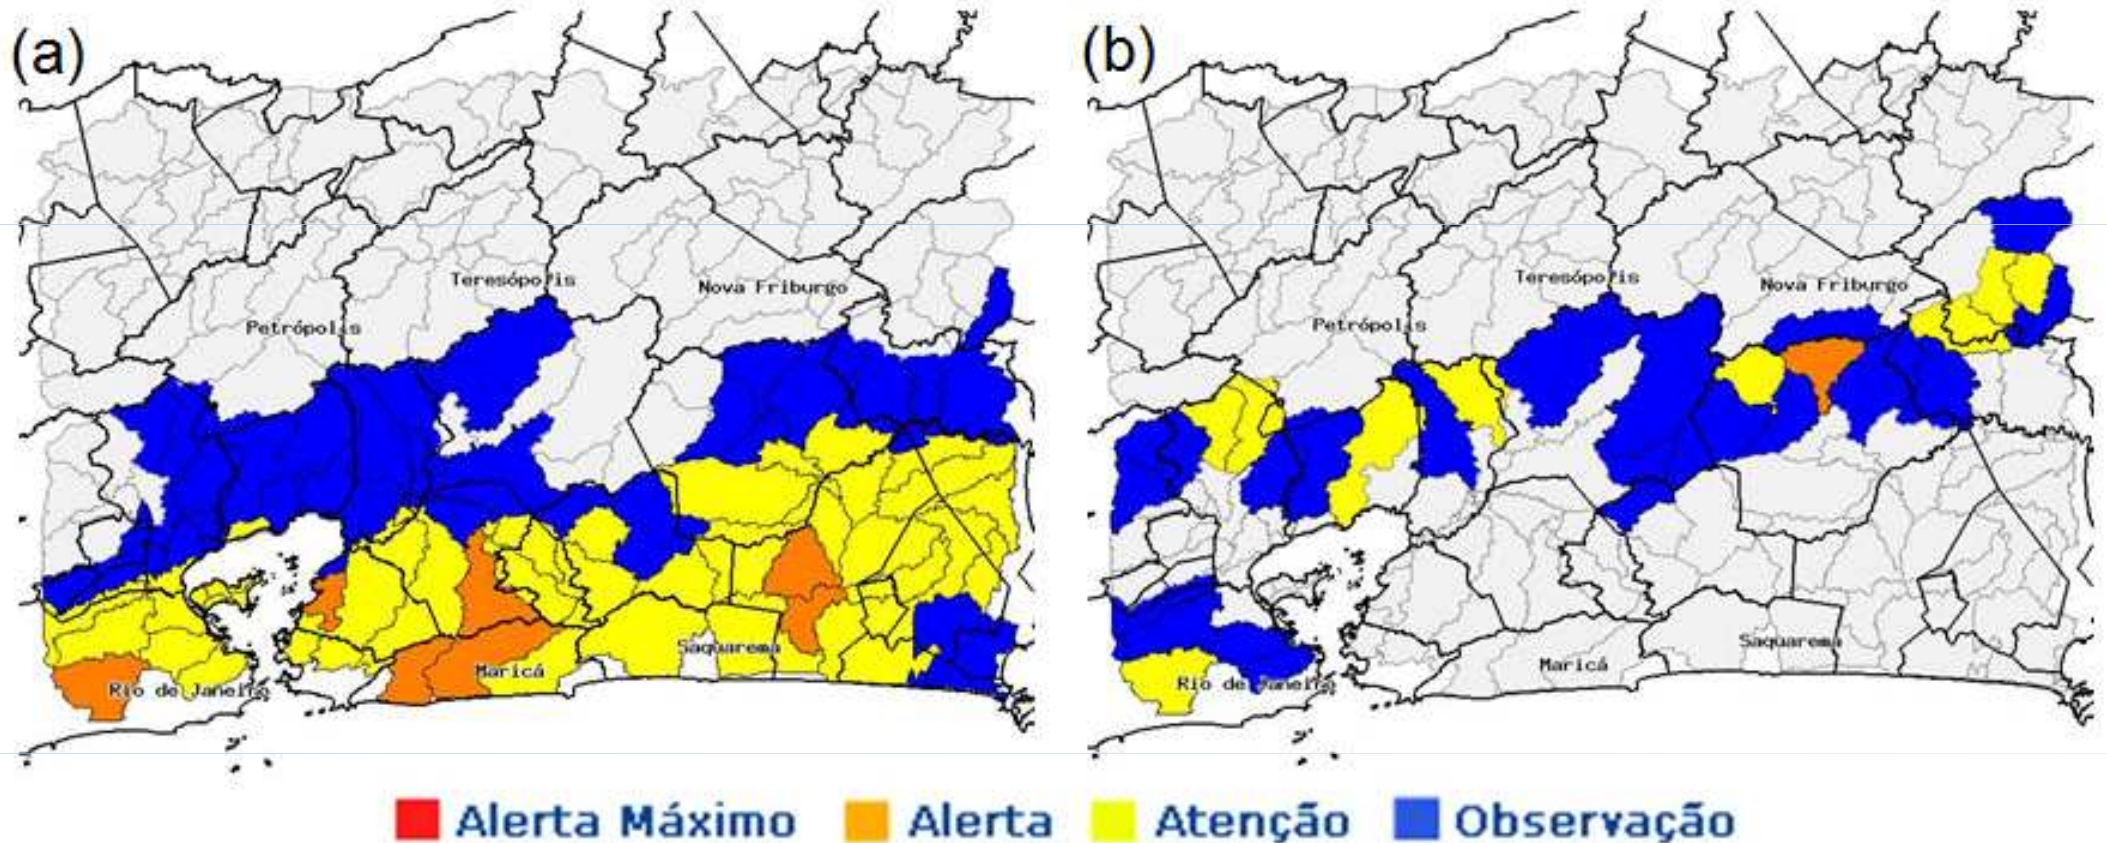 (a)
(b)
Teresópolis
Nova Friburgo
Petrópolis
Saquarema
Maricá
Rio de Janeiro
Teresópolis
Nova Friburgo
Petrópolis
Saquarema
Maricá
Rio de Janeiro
Alerta Máximo Alerta Atenção Observação